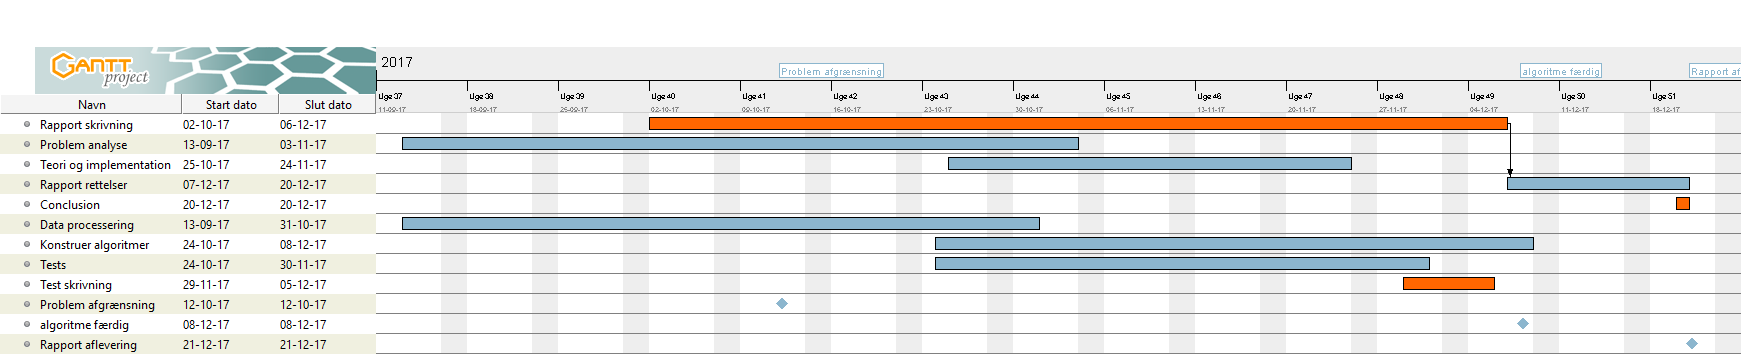 GANTT
project
2017
Problem afgrænsning
algoritme færdig
Rapport af
Uge 37 Uge 38 Uge 39 Uge 40 Uge 41 Uge 42 Uge 43 Uge 44 Uge 45 Uge 46 Uge 47 Uge 48 Uge 49 Uge 50 Uge 51
11-09-17 18-09-17 25-09-17 02-10-17 09-10-17 16-10-17 23-10-17 30-10-17 06-11-17 13-11-17 20-11-17 27-11-17 04-12-17 11-12-17 18-12-17
Navn Start dato Slut dato
Rapport skrivning 02-10-17 06-12-17
Problem analyse 13-09-17 03-11-17
Teori og implementation 25-10-17 24-11-17
Rapport rettelser 07-12-17 20-12-17
Conclusion 20-12-17 20-12-17
Data processering 13-09-17 31-10-17
Konstruer algoritmer 24-10-17 08-12-17
Tests 24-10-17 30-11-17
Test skrivning 29-11-17 05-12-17
Problem afgrænsning 12-10-17 12-10-17
algoritme færdig 08-12-17 08-12-17
Rapport aflevering 21-12-17 21-12-17